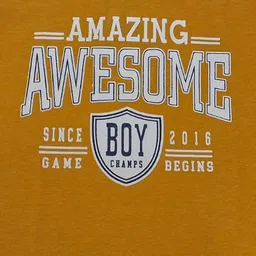 AMAZING
AWESOME
SINCE BOY 2016
GAME CHAMPS BEGINS